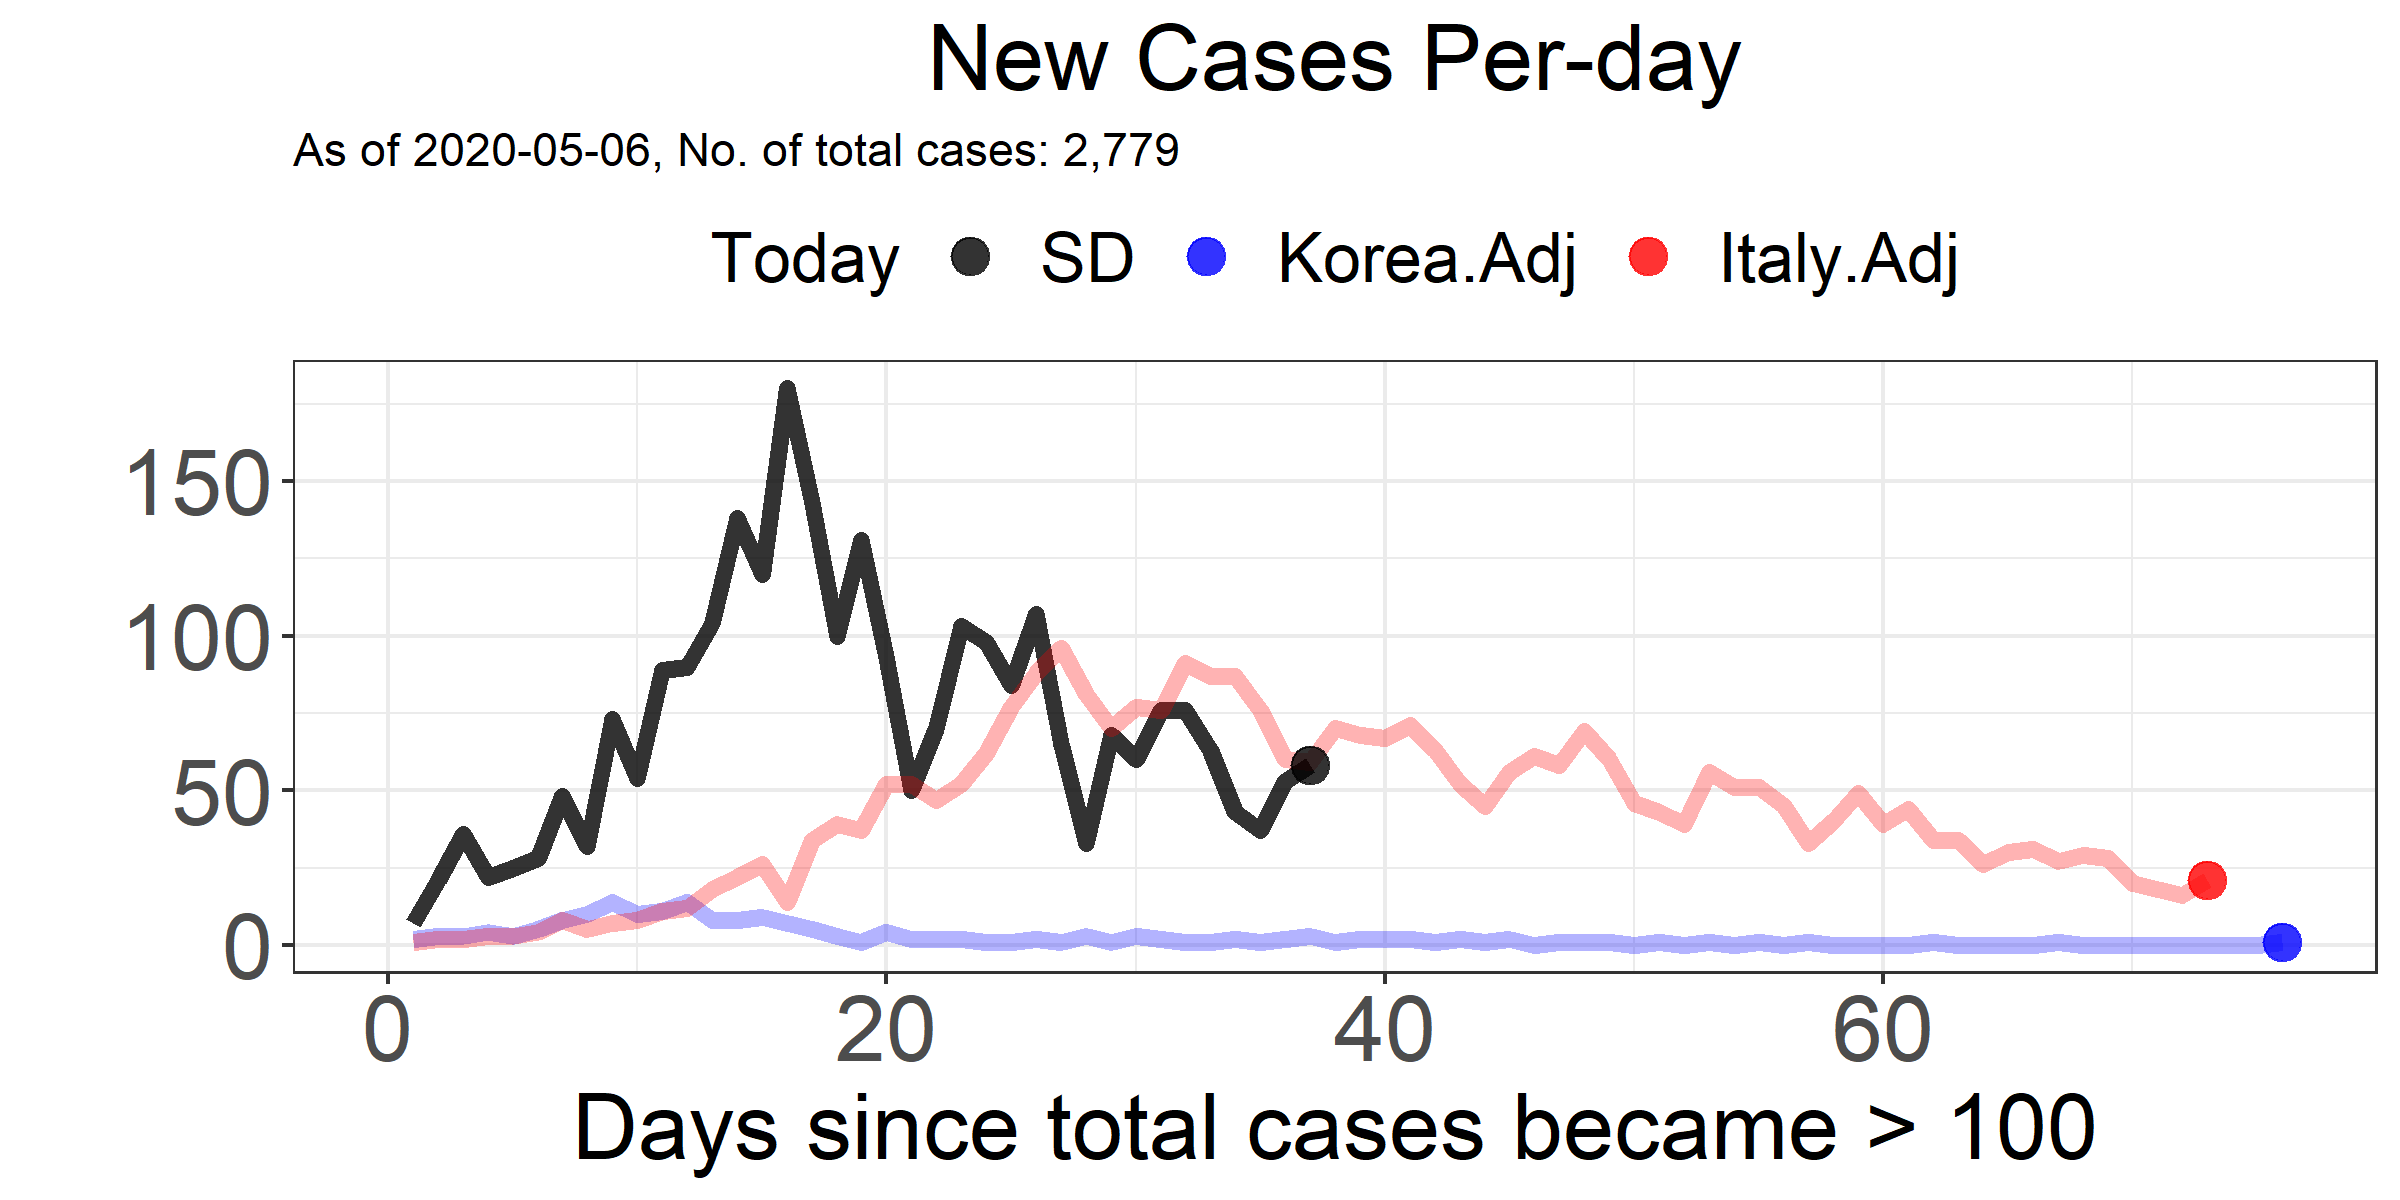 New Cases Per-day
As of 2020-05-06, No. of total cases: 2,779
Today SD Korea.Adj Italy.Adj
150
100
50
0
0 20 40 60
Days since total cases became > 100